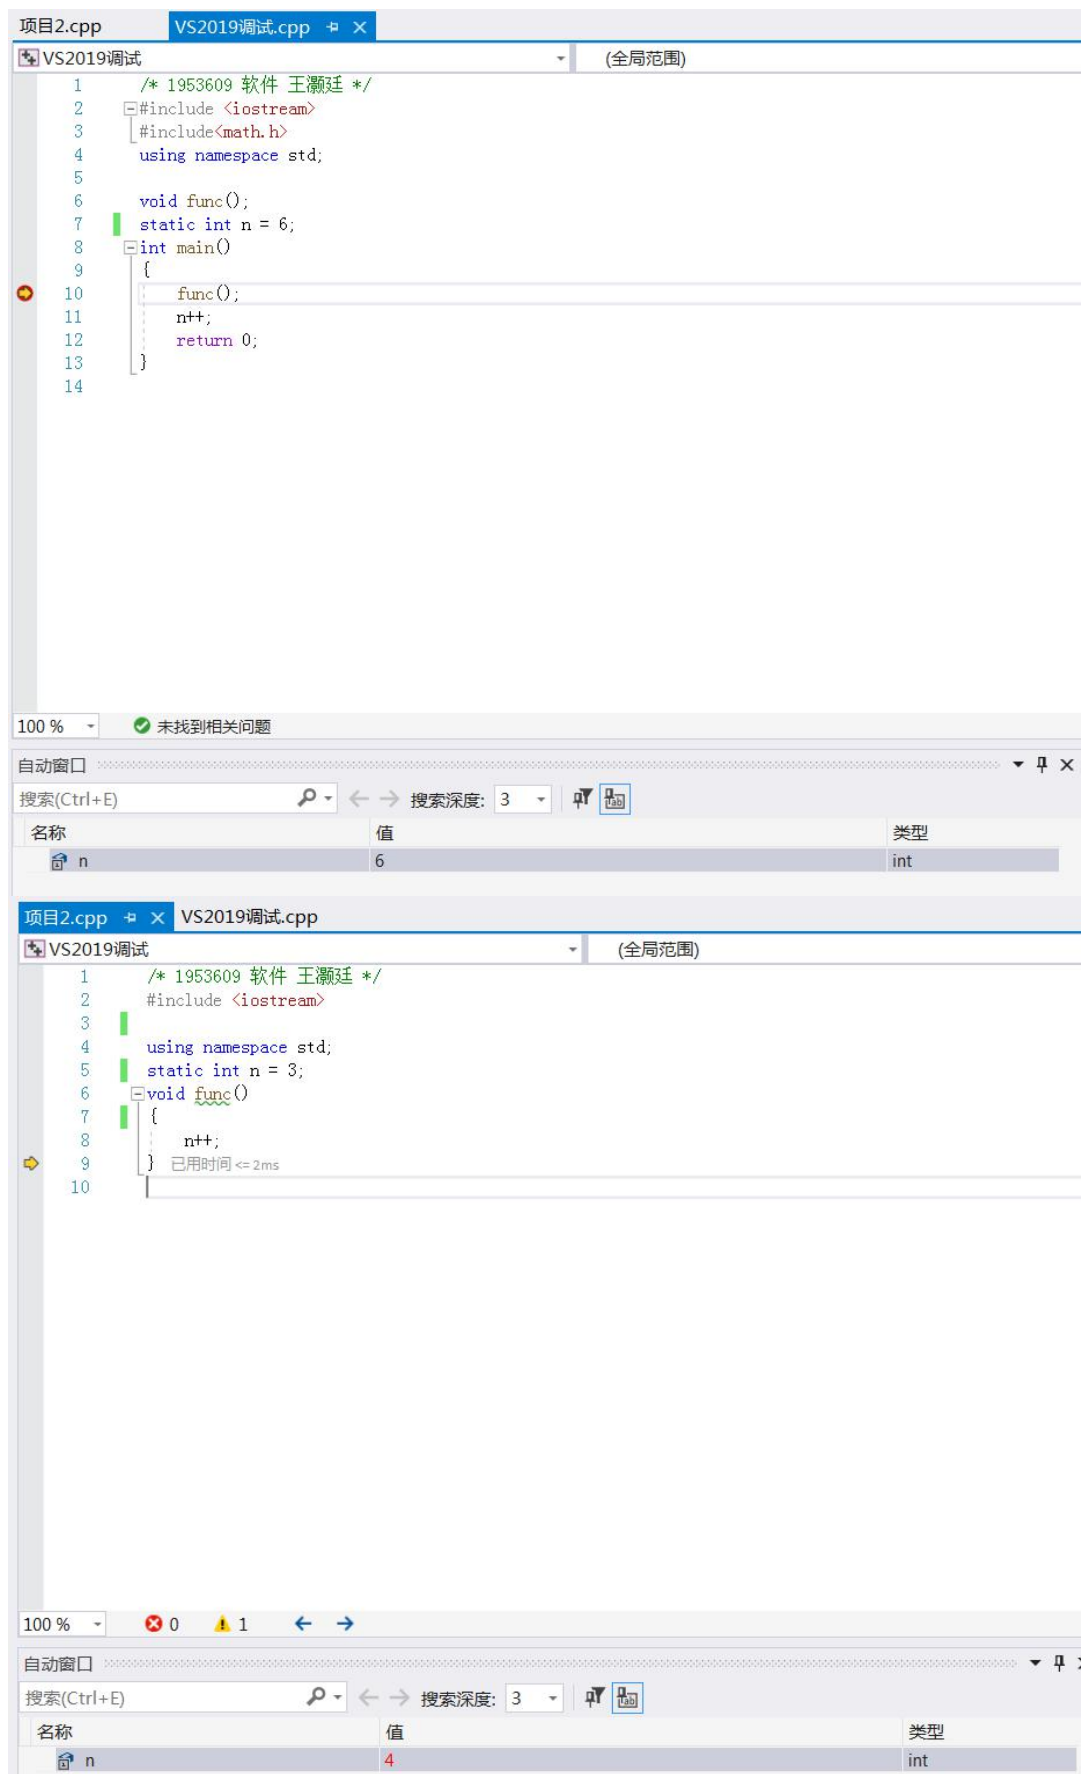 项目2.cpp VS2019调试.cpp
VS2019调试 (全局范围)
1 /* 1953609 软件 王灏廷 */
2 #include <iostream>
3 #include<math.h>
4 using namespace std;
5
6 void func();
7 static int n = 6;
8 int main()
9 {
10 func();
11 n++;
12 return 0;
13 }
14
100 % 未找到相关问题
自动窗口
搜索(Ctrl+E) 搜索深度: 3
名称 值 类型
n 6 int
项目2.cpp VS2019调试.cpp
VS2019调试 (全局范围)
1 /* 1953609 软件 王灏廷 */
2 #include <iostream>
3
4 using namespace std;
5 static int n = 3;
6 void func()
7 {
8 n++;
9 } 已用时间 <= 2ms
10
100 % 0 1
自动窗口
搜索(Ctrl+E) 搜索深度: 3
名称 值 类型
n 4 int